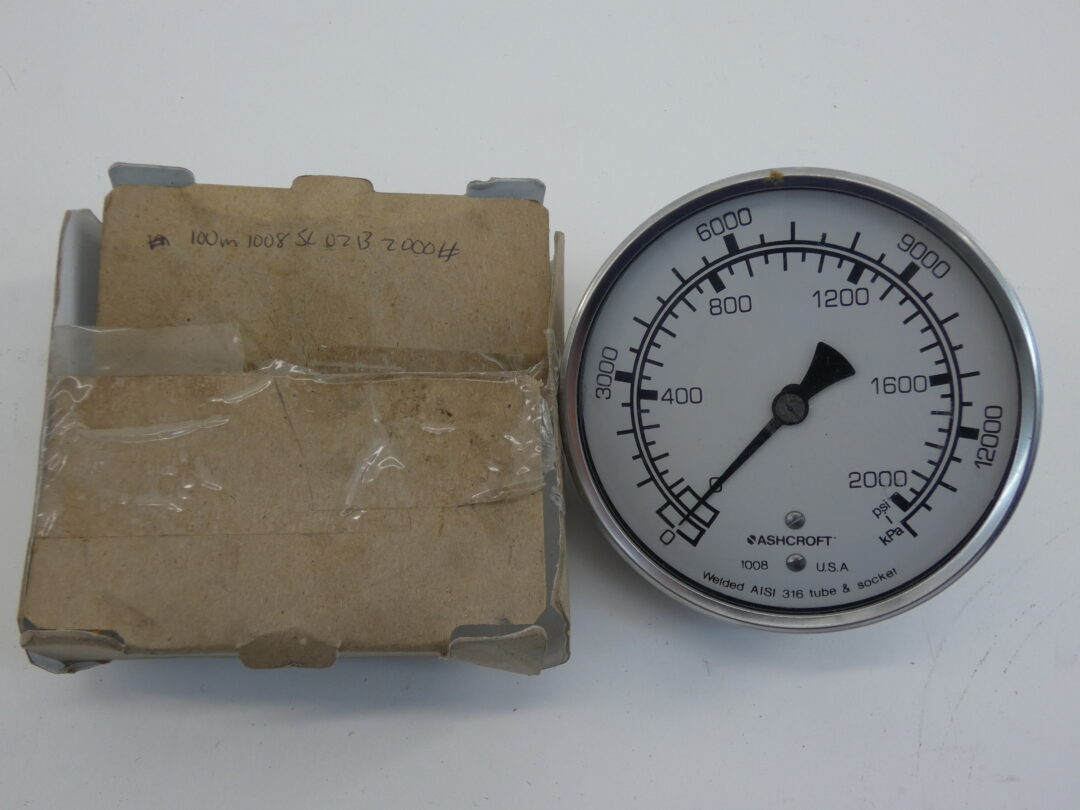 100m 1008 SL 02B 2000#
6000
9000
800
1200
3000
400
1600
12000
2000
0
0
psi
kPa
ASHCROFT
1008 U.S.A
Welded AISI 316 tube & socket